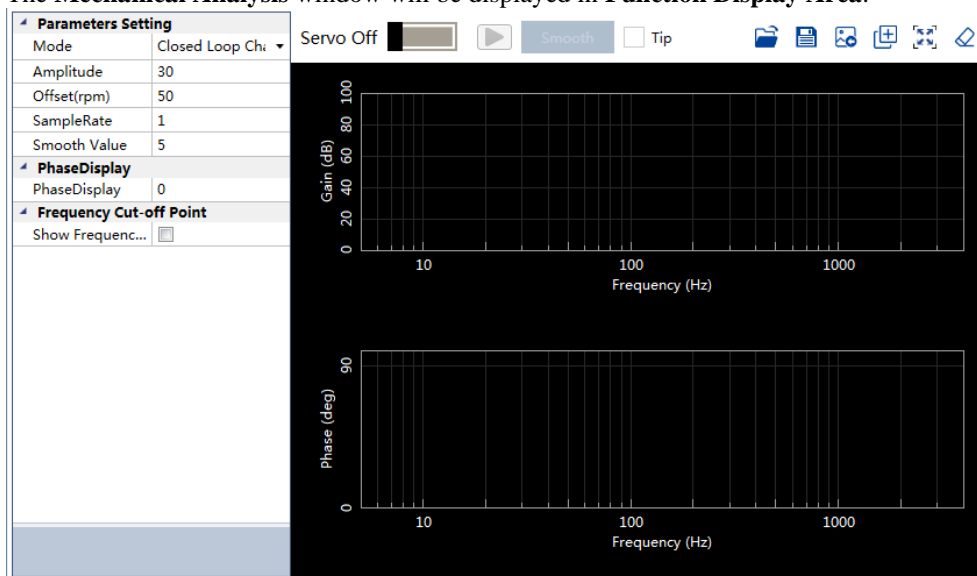 The Mechanical Analysis window will be displayed in Function Display Area.
Parameters Setting
Mode Closed Loop Cha
Amplitude 30
Offset(rpm) 50
SampleRate 1
Smooth Value 5
PhaseDisplay
PhaseDisplay 0
Frequency Cut-off Point
Show Frequenc...
Servo Off Smooth Tip
100
80
60
40
20
0
Gain (dB)
10 100 1000
Frequency (Hz)
90
0
Phase (deg)
10 100 1000
Frequency (Hz)